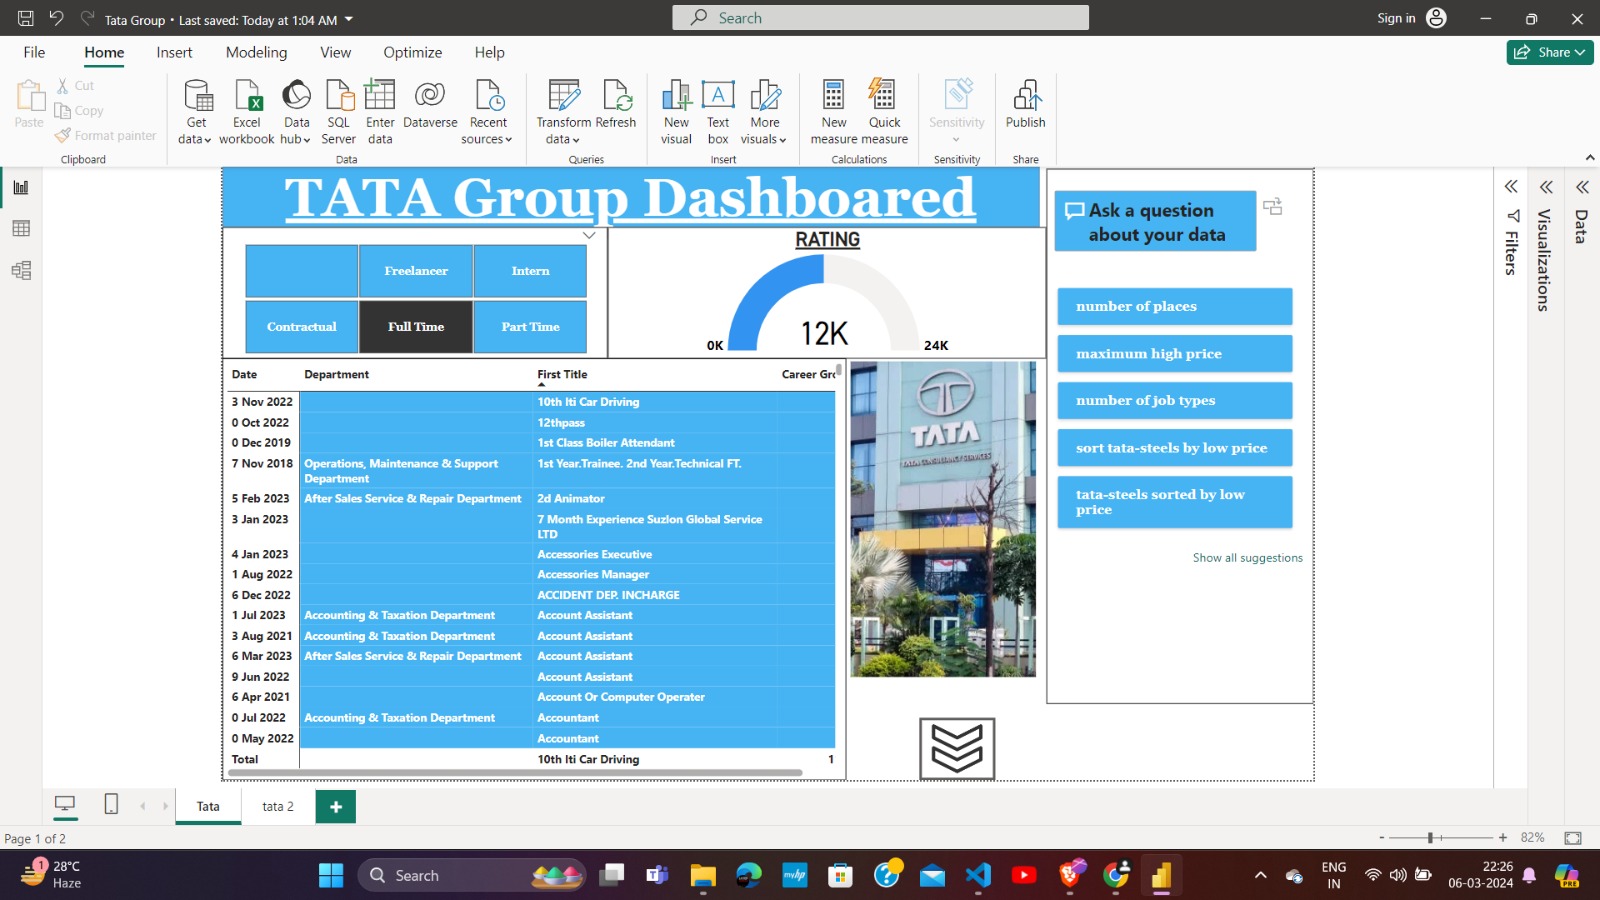 Tata Group • Last saved: Today at 1:04 AM
Search
Sign in
File Home Insert Modeling View Optimize Help
Share
Paste
Cut
Copy
Format painter
Clipboard
Get data
Excel workbook
Data hub
SQL Server
Enter data
Dataverse
Recent sources
Data
Transform data
Refresh
Queries
New visual
Text box
More visuals
Insert
New measure
Quick measure
Calculations
Sensitivity
Sensitivity
Publish
Share
TATA Group Dashboared
Freelancer Intern
Contractual Full Time Part Time
RATING
12K
0K 24K
Date Department First Title Career Gr
3 Nov 2022 10th Iti Car Driving
0 Oct 2022 12thpass
0 Dec 2019 1st Class Boiler Attendant
7 Nov 2018 Operations, Maintenance & Support 1st Year.Trainee. 2nd Year.Technical FT.
Department
5 Feb 2023 After Sales Service & Repair Department 2d Animator
3 Jan 2023 7 Month Experience Suzlon Global Service
LTD
4 Jan 2023 Accessories Executive
1 Aug 2022 Accessories Manager
6 Dec 2022 ACCIDENT DEP. INCHARGE
1 Jul 2023 Accounting & Taxation Department Account Assistant
3 Aug 2021 Accounting & Taxation Department Account Assistant
6 Mar 2023 After Sales Service & Repair Department Account Assistant
9 Jun 2022 Account Assistant
6 Apr 2021 Account Or Computer Operater
0 Jul 2022 Accounting & Taxation Department Accountant
0 May 2022 Accountant
Total 10th Iti Car Driving 1
TATA
TATA CONSULTANCY SERVICES
Ask a question
about your data
number of places
maximum high price
number of job types
sort tata-steels by low price
tata-steels sorted by low
price
Show all suggestions
Filters
Visualizations
Data
Tata tata 2 +
Page 1 of 2
- + 82%
1
28°C
Haze
Search
myhp
PRE
ENG
IN
22:26
06-03-2024